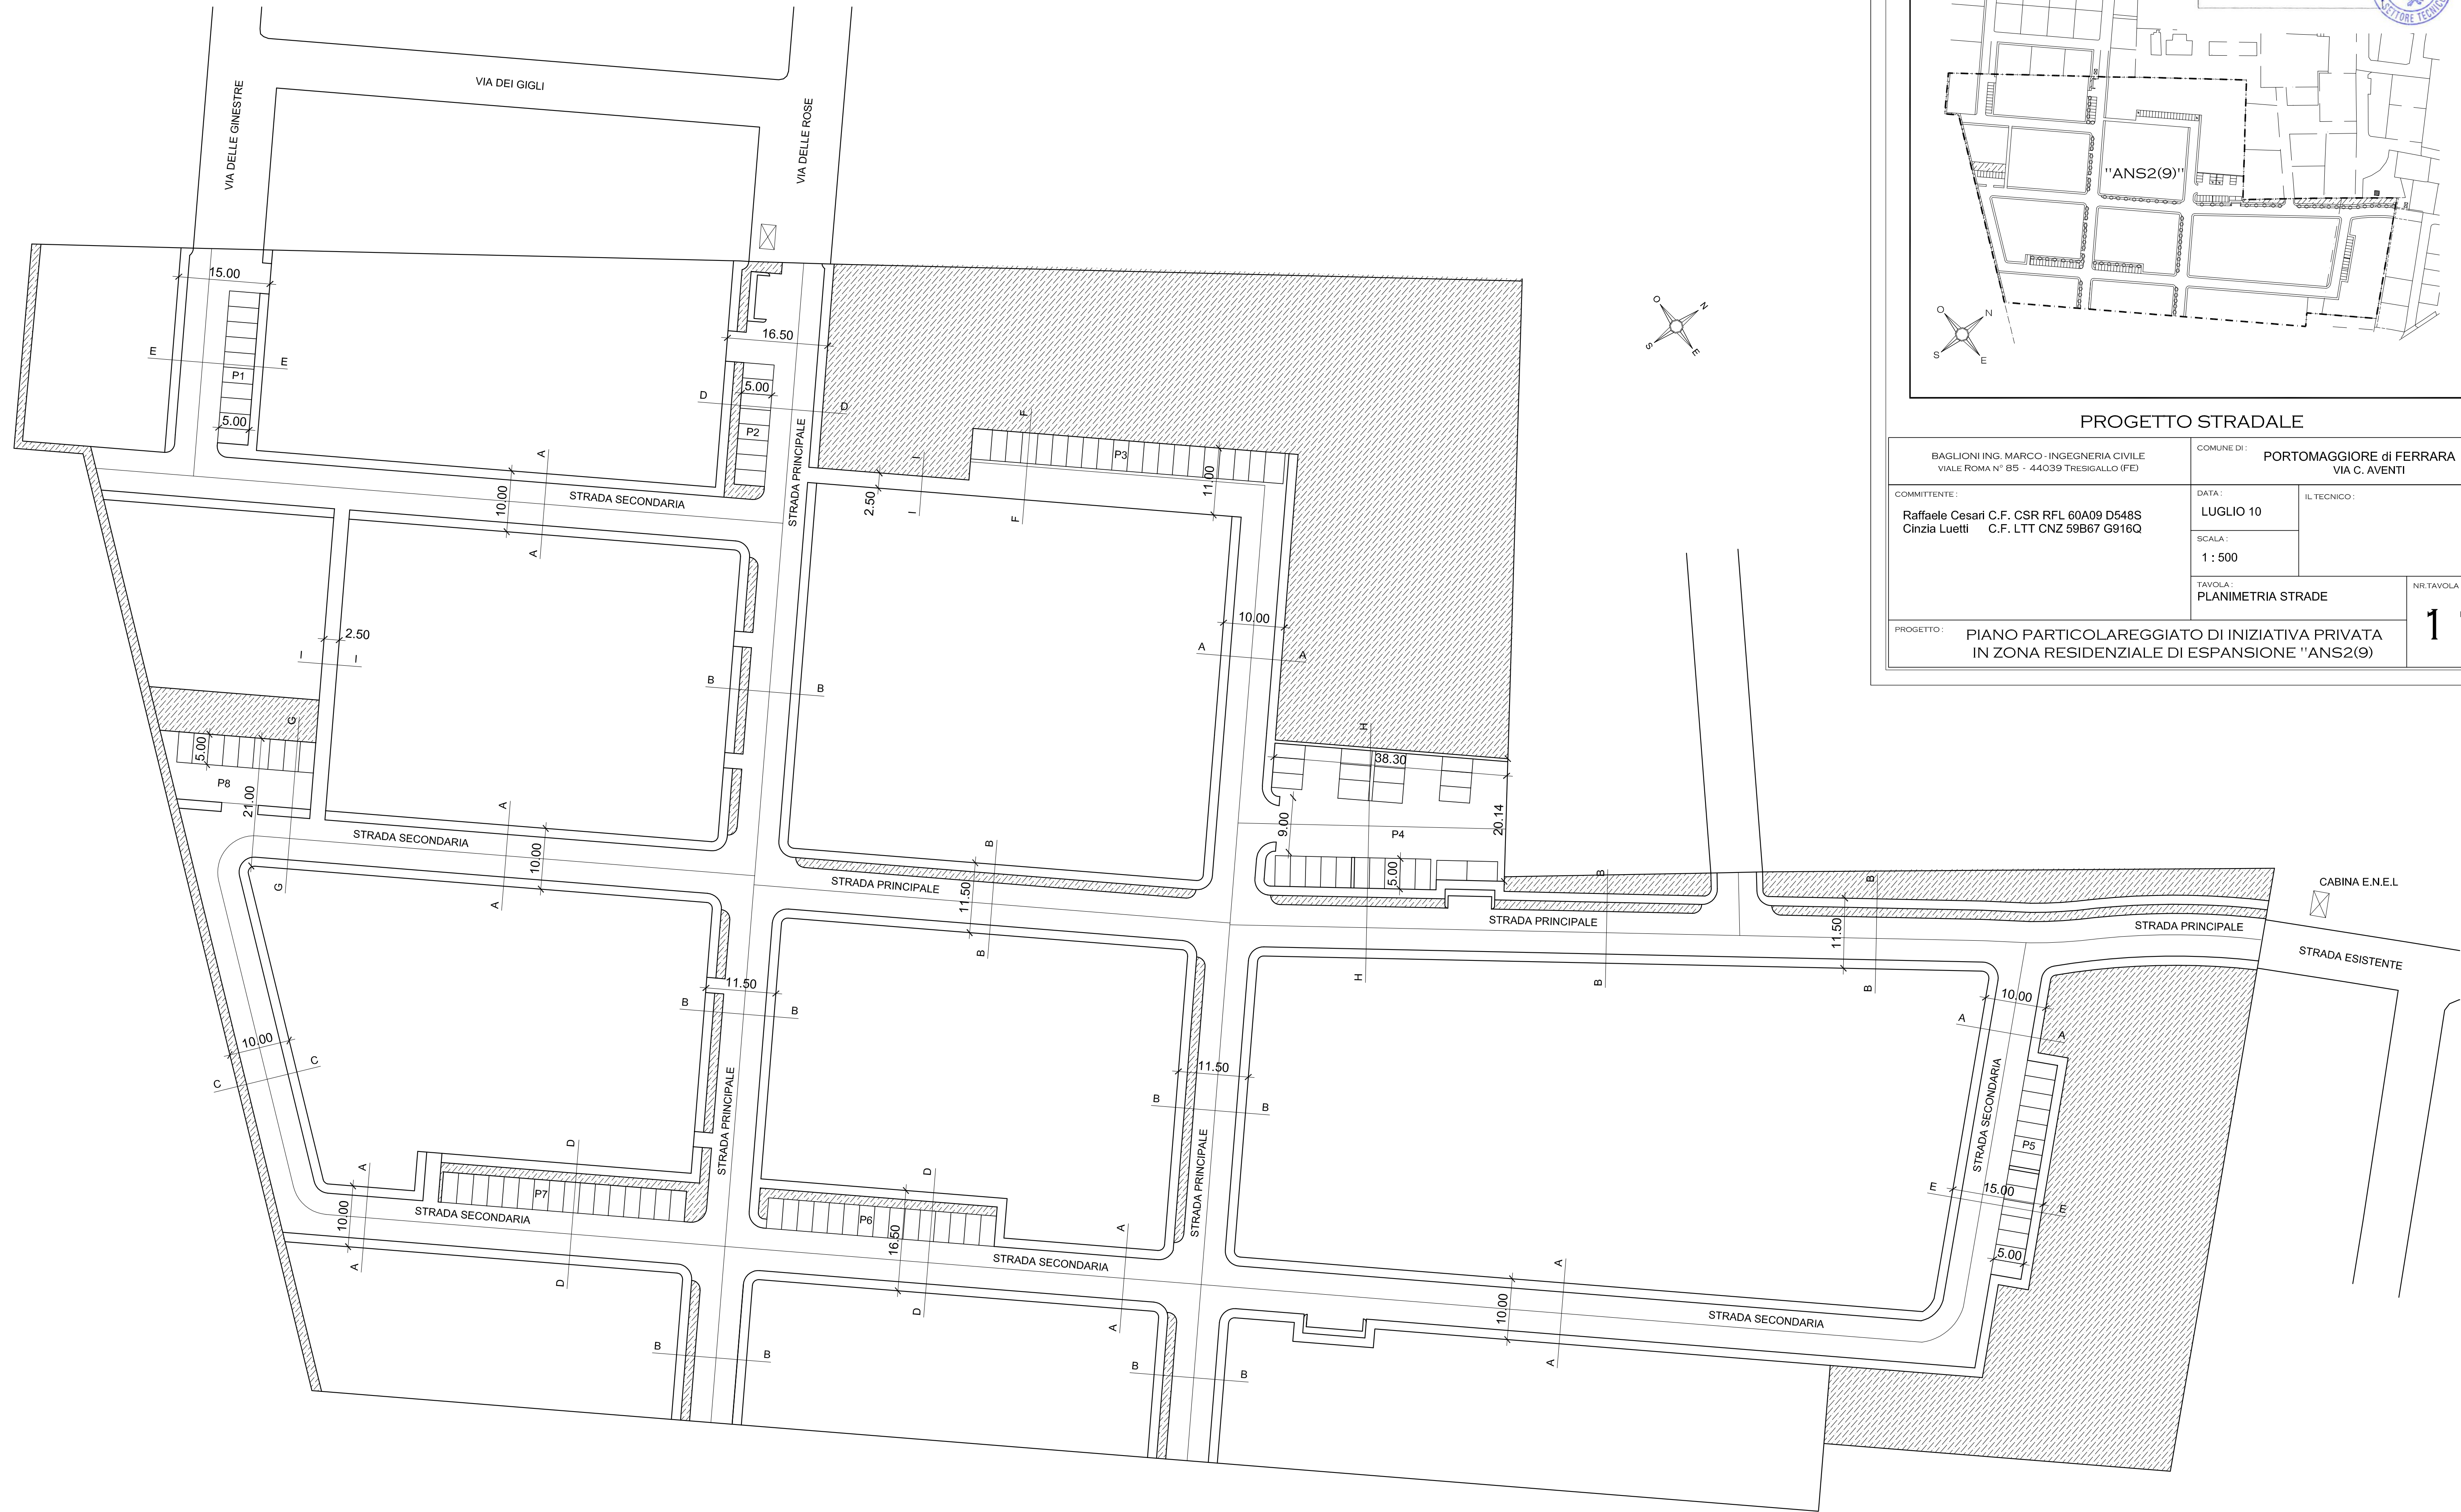 VIA DEI GIGLI
VIA DELLE GINESTRE
VIA DELLE ROSE
SETTORE TECNICO
"ANS2(9)"
O
N
S
E
PROGETTO STRADALE
BAGLIONI ING. MARCO - INGEGNERIA CIVILE
VIALE ROMA N° 85 - 44039 TRESIGALLO (FE)
COMUNE DI :
PORTOMAGGIORE di FERRARA
VIA C. AVENTI
COMMITTENTE :
Raffaele Cesari C.F. CSR RFL 60A09 D548S
Cinzia Luetti C.F. LTT CNZ 59B67 G916Q
DATA :
LUGLIO 10
IL TECNICO :
SCALA :
1 : 500
TAVOLA :
PLANIMETRIA STRADE
NR.TAVOLA
1
PROGETTO :
PIANO PARTICOLAREGGIATO DI INIZIATIVA PRIVATA
IN ZONA RESIDENZIALE DI ESPANSIONE "ANS2(9)
O
N
S
E
15.00
16.50
E
E
P1
5.00
D
D
5.00
P2
STRADA PRINCIPALE
F
F
P3
11.00
I
I
2.50
A
A
10.00
STRADA SECONDARIA
2.50
I
I
10.00
A
A
B
B
G
G
5.00
P8
21.00
H
H
38.30
9.00
P4
20.14
5.00
STRADA SECONDARIA
A
A
10.00
STRADA PRINCIPALE
B
B
11.50
STRADA PRINCIPALE
B
B
11.50
B
B
STRADA PRINCIPALE
CABINA E.N.E.L
STRADA ESISTENTE
11.50
B
B
10.00
C
C
10.00
A
A
11.50
B
B
STRADA PRINCIPALE
STRADA PRINCIPALE
STRADA SECONDARIA
P5
E
E
15.00
5.00
A
A
10.00
STRADA SECONDARIA
D
D
P7
P6
16.50
D
D
STRADA SECONDARIA
A
A
A
A
10.00
STRADA SECONDARIA
B
B
B
B